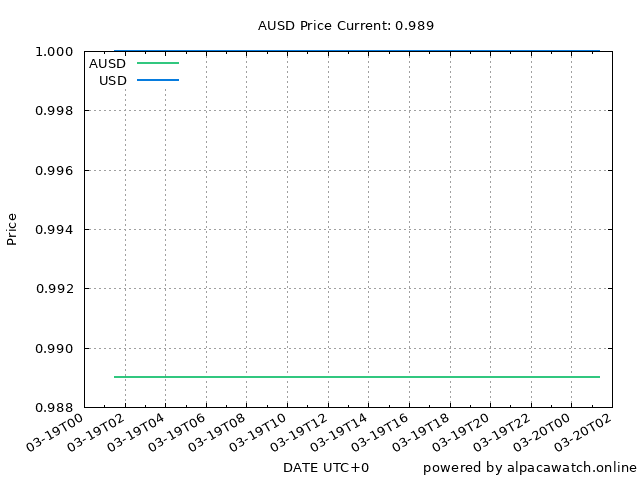 AUSD Price Current: 0.989
1.000
AUSD
USD
0.998
0.996
0.994
Price
0.992
0.990
0.988
03-19T00 03-19T02 03-19T04 03-19T06 03-19T08 03-19T10 03-19T12 03-19T14 03-19T16 03-19T18 03-19T20 03-19T22 03-20T00 03-20T02
DATE UTC+0
powered by alpacawatch.online